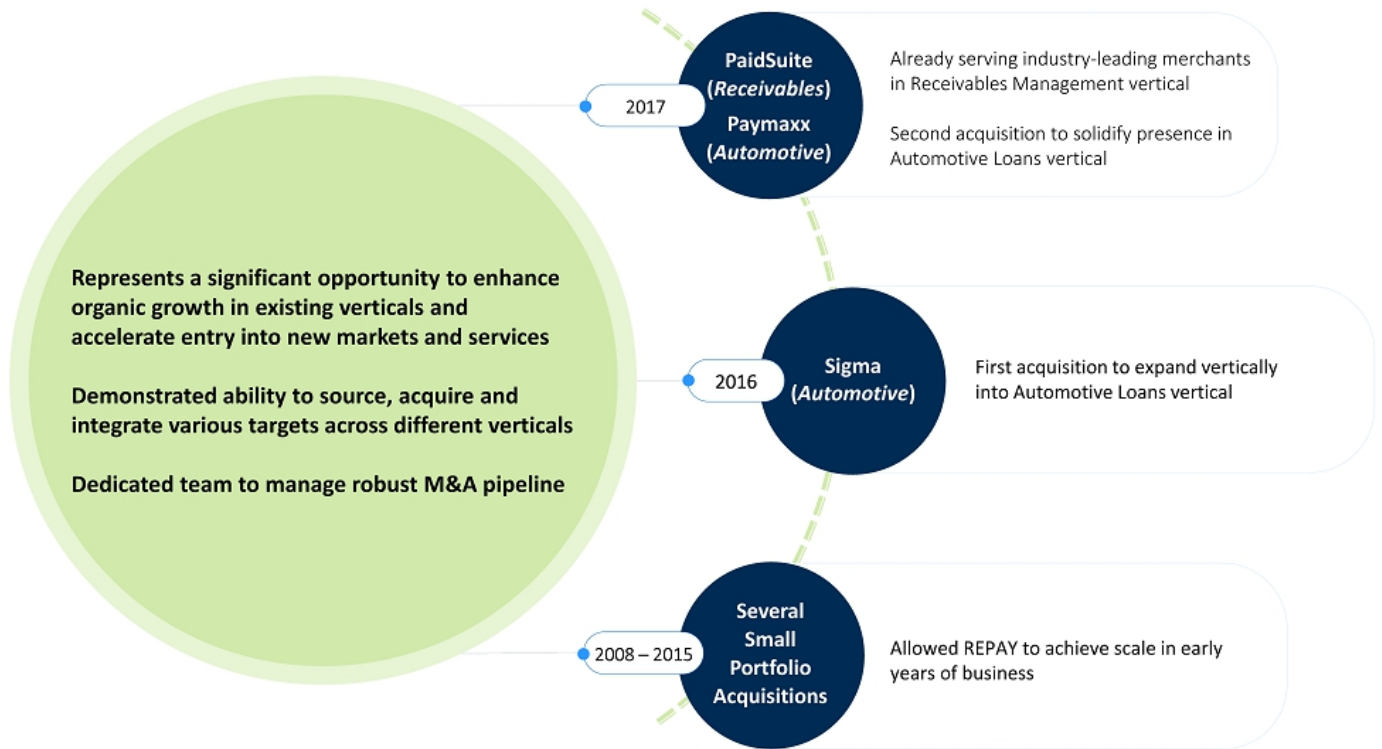 Represents a significant opportunity to enhance
organic growth in existing verticals and
accelerate entry into new markets and services
Demonstrated ability to source, acquire and
integrate various targets across different verticals
Dedicated team to manage robust M&A pipeline
2017
PaidSuite
(Receivables)
Paymaxx
(Automotive)
Already serving industry-leading merchants
in Receivables Management vertical
Second acquisition to solidify presence in
Automotive Loans vertical
2016
Sigma
(Automotive)
First acquisition to expand vertically
into Automotive Loans vertical
2008 – 2015
Several
Small
Portfolio
Acquisitions
Allowed REPAY to achieve scale in early
years of business